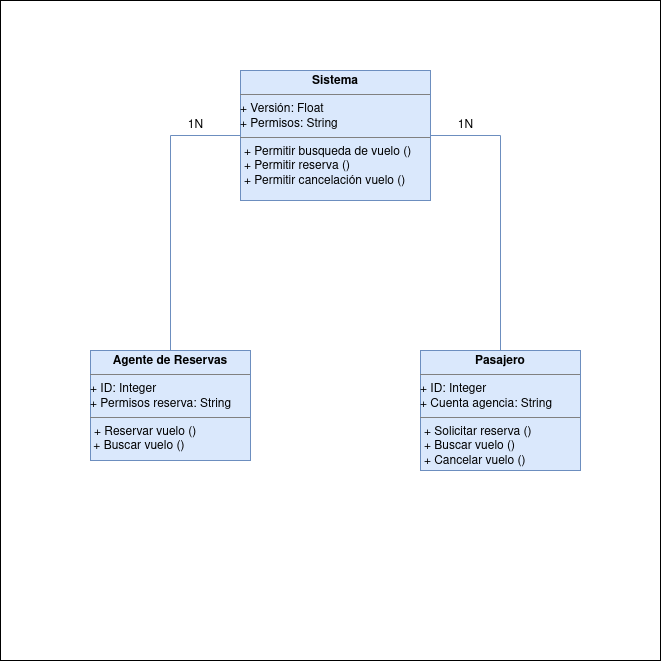 Sistema
+ Versión: Float
+ Permisos: String
+ Permitir busqueda de vuelo ()
+ Permitir reserva ()
+ Permitir cancelación vuelo ()
1N
1N
Agente de Reservas
+ ID: Integer
+ Permisos reserva: String
+ Reservar vuelo ()
+ Buscar vuelo ()
Pasajero
+ ID: Integer
+ Cuenta agencia: String
+ Solicitar reserva ()
+ Buscar vuelo ()
+ Cancelar vuelo ()